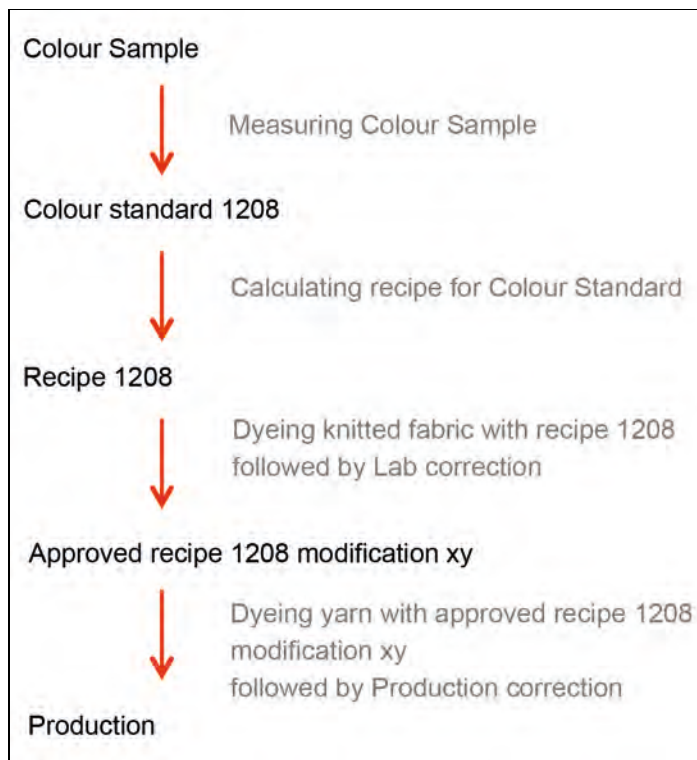 Colour Sample
Measuring Colour Sample
Colour standard 1208
Calculating recipe for Colour Standard
Recipe 1208
Dyeing knitted fabric with recipe 1208
followed by Lab correction
Approved recipe 1208 modification xy
Dyeing yarn with approved recipe 1208
modification xy
followed by Production correction
Production